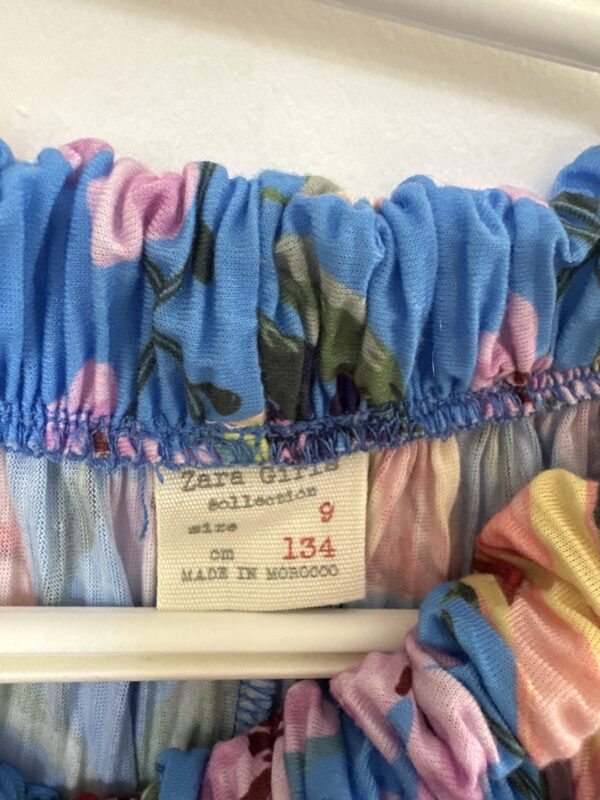 Zara Girls
collection
size 9
cm 134
MADE IN MOROCCO